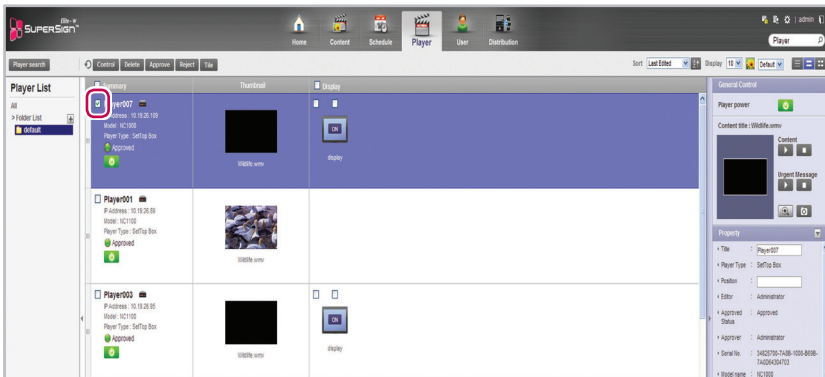 Elite-W
SUPERSIGN
Home
Content
Schedule
Player
User
Distribution
admin
Player
Player search
Control
Delete
Approve
Reject
Tile
Sort
Last Edited
Display
10
Default
Player List
All
> Folder List
default
Summary
Thumbnail
Display
Player007
IP Address : 10.19.26.109
Model : NC1000
Player Type : SetTop Box
Approved
Wildlife.wmv
ON
display
Player001
IP Address : 10.19.26.89
Model : NC1100
Player Type : SetTop Box
Approved
Wildlife.wmv
Player003
IP Address : 10.19.26.95
Model : NC1100
Player Type : SetTop Box
Approved
Wildlife.wmv
ON
display
General Control
Player power
Content title : Wildlife.wmv
Content
Urgent Message
Property
Title : Player007
Player Type : SetTop Box
Position :
Editor : Administrator
Approved Status : Approved
Approver : Administrator
Serial No. :
Model name : NC1000